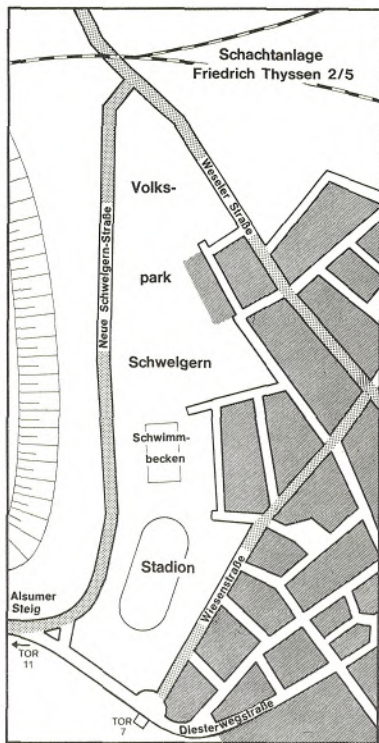 Schachtanlage
Friedrich Thyssen 2/5
Weseler Straße
Volks-
park
Neue Schwelgern-Straße
Schwelgern
Schwimm-
becken
Stadion
Wiesenstraße
Alsumer
Steig
TOR
11
TOR
7
Diesterwegstraße